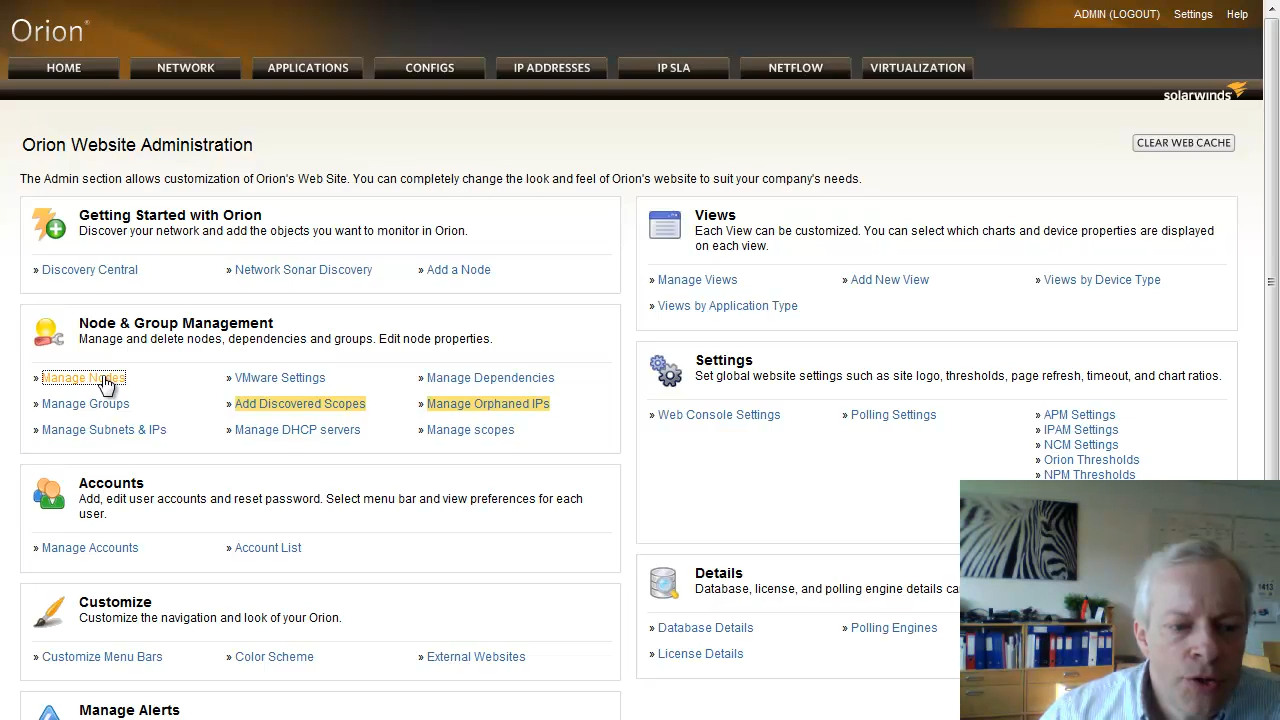 Orion
ADMIN (LOGOUT) Settings Help
HOME NETWORK APPLICATIONS CONFIGS IP ADDRESSES IP SLA NETFLOW VIRTUALIZATION
solarwinds
Orion Website Administration
CLEAR WEB CACHE
The Admin section allows customization of Orion's Web Site. You can completely change the look and feel of Orion's website to suit your company's needs.
Getting Started with Orion
Discover your network and add the objects you want to monitor in Orion.
» Discovery Central » Network Sonar Discovery » Add a Node
Node & Group Management
Manage and delete nodes, dependencies and groups. Edit node properties.
» Manage Nodes » VMware Settings » Manage Dependencies
» Manage Groups » Add Discovered Scopes » Manage Orphaned IPs
» Manage Subnets & IPs » Manage DHCP servers » Manage scopes
Accounts
Add, edit user accounts and reset password. Select menu bar and view preferences for each
user.
» Manage Accounts » Account List
Customize
Customize the navigation and look of your Orion.
» Customize Menu Bars » Color Scheme » External Websites
Manage Alerts
Views
Each View can be customized. You can select which charts and device properties are displayed
on each view.
» Manage Views » Add New View » Views by Device Type
» Views by Application Type
Settings
Set global website settings such as site logo, thresholds, page refresh, timeout, and chart ratios.
» Web Console Settings » Polling Settings » APM Settings
» IPAM Settings
» NCM Settings
» Orion Thresholds
» NPM Thresholds
Details
Database, license, and polling engine details ca
» Database Details » Polling Engines
» License Details
1413